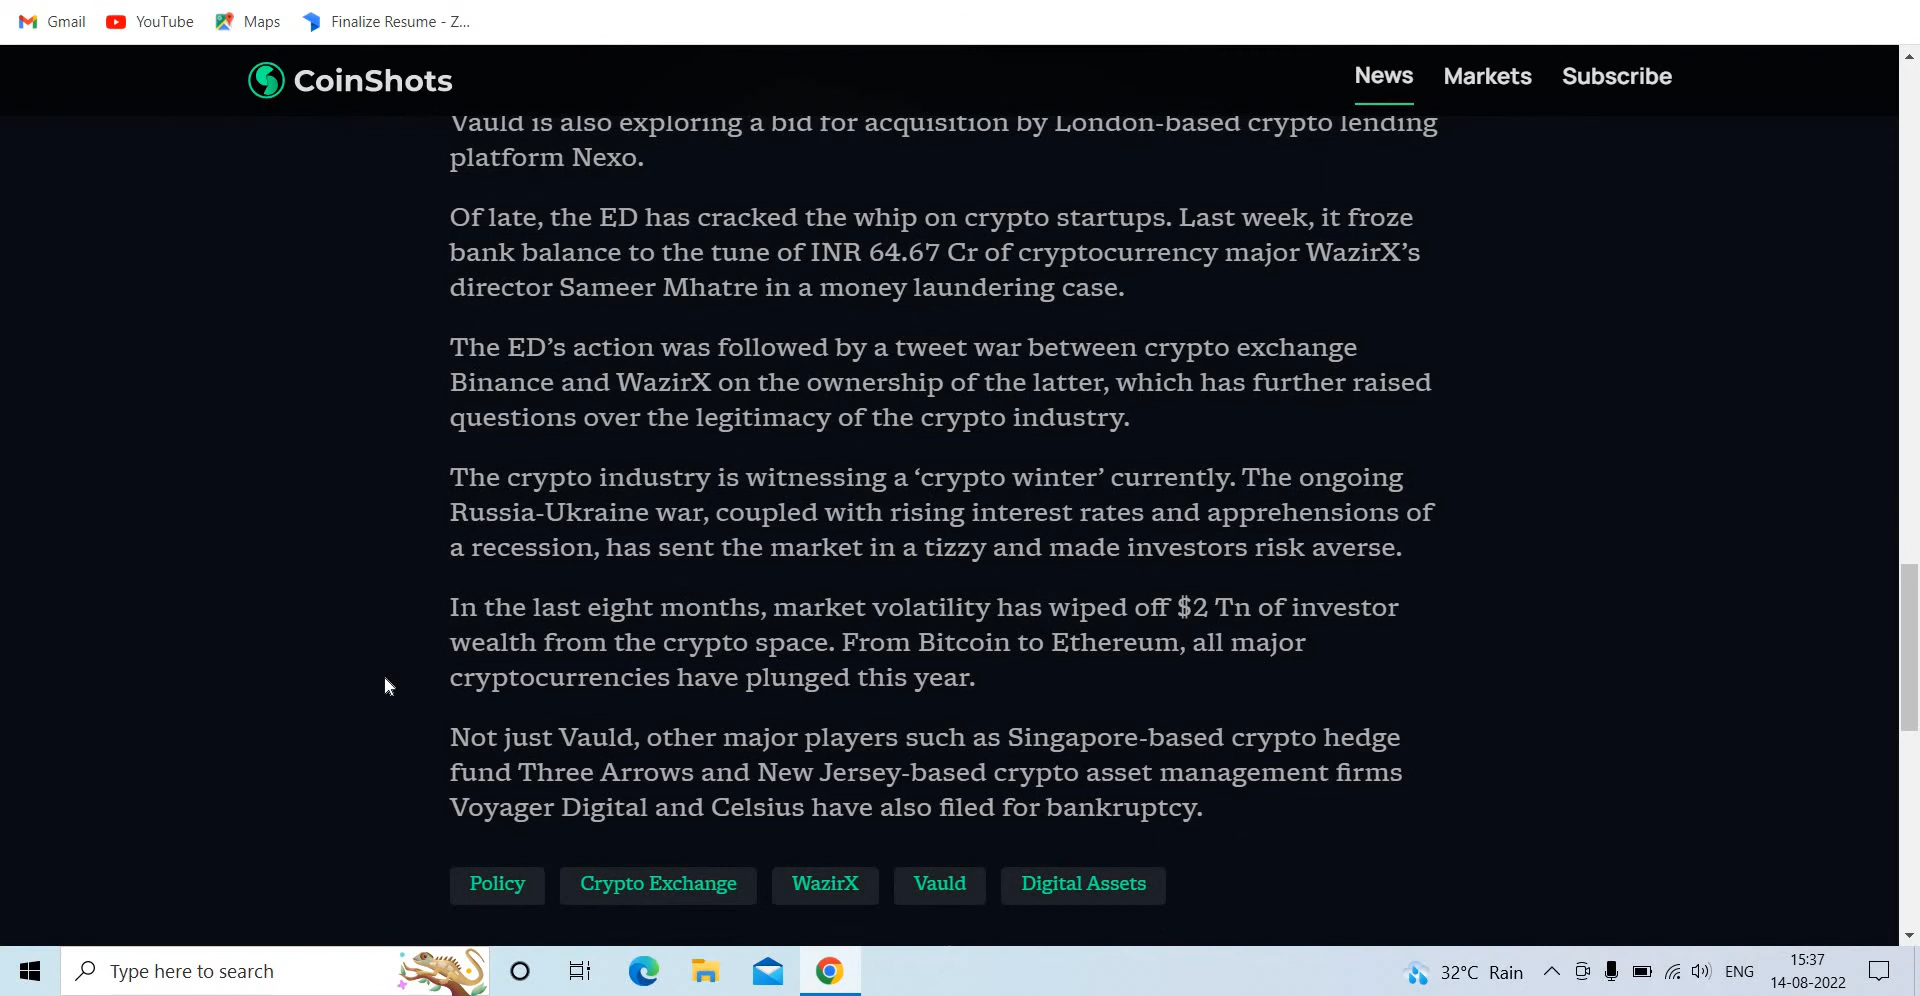 Gmail
YouTube
Maps
Finalize Resume - Z...
CoinShots
News
Markets
Subscribe
Vauld is also exploring a bid for acquisition by London-based crypto lending
platform Nexo.
Of late, the ED has cracked the whip on crypto startups. Last week, it froze
bank balance to the tune of INR 64.67 Cr of cryptocurrency major WazirX’s
director Sameer Mhatre in a money laundering case.
The ED’s action was followed by a tweet war between crypto exchange
Binance and WazirX on the ownership of the latter, which has further raised
questions over the legitimacy of the crypto industry.
The crypto industry is witnessing a ‘crypto winter’ currently. The ongoing
Russia-Ukraine war, coupled with rising interest rates and apprehensions of
a recession, has sent the market in a tizzy and made investors risk averse.
In the last eight months, market volatility has wiped off $2 Tn of investor
wealth from the crypto space. From Bitcoin to Ethereum, all major
cryptocurrencies have plunged this year.
Not just Vauld, other major players such as Singapore-based crypto hedge
fund Three Arrows and New Jersey-based crypto asset management firms
Voyager Digital and Celsius have also filed for bankruptcy.
Policy
Crypto Exchange
WazirX
Vauld
Digital Assets
Type here to search
32°C Rain
ENG
15:37
14-08-2022